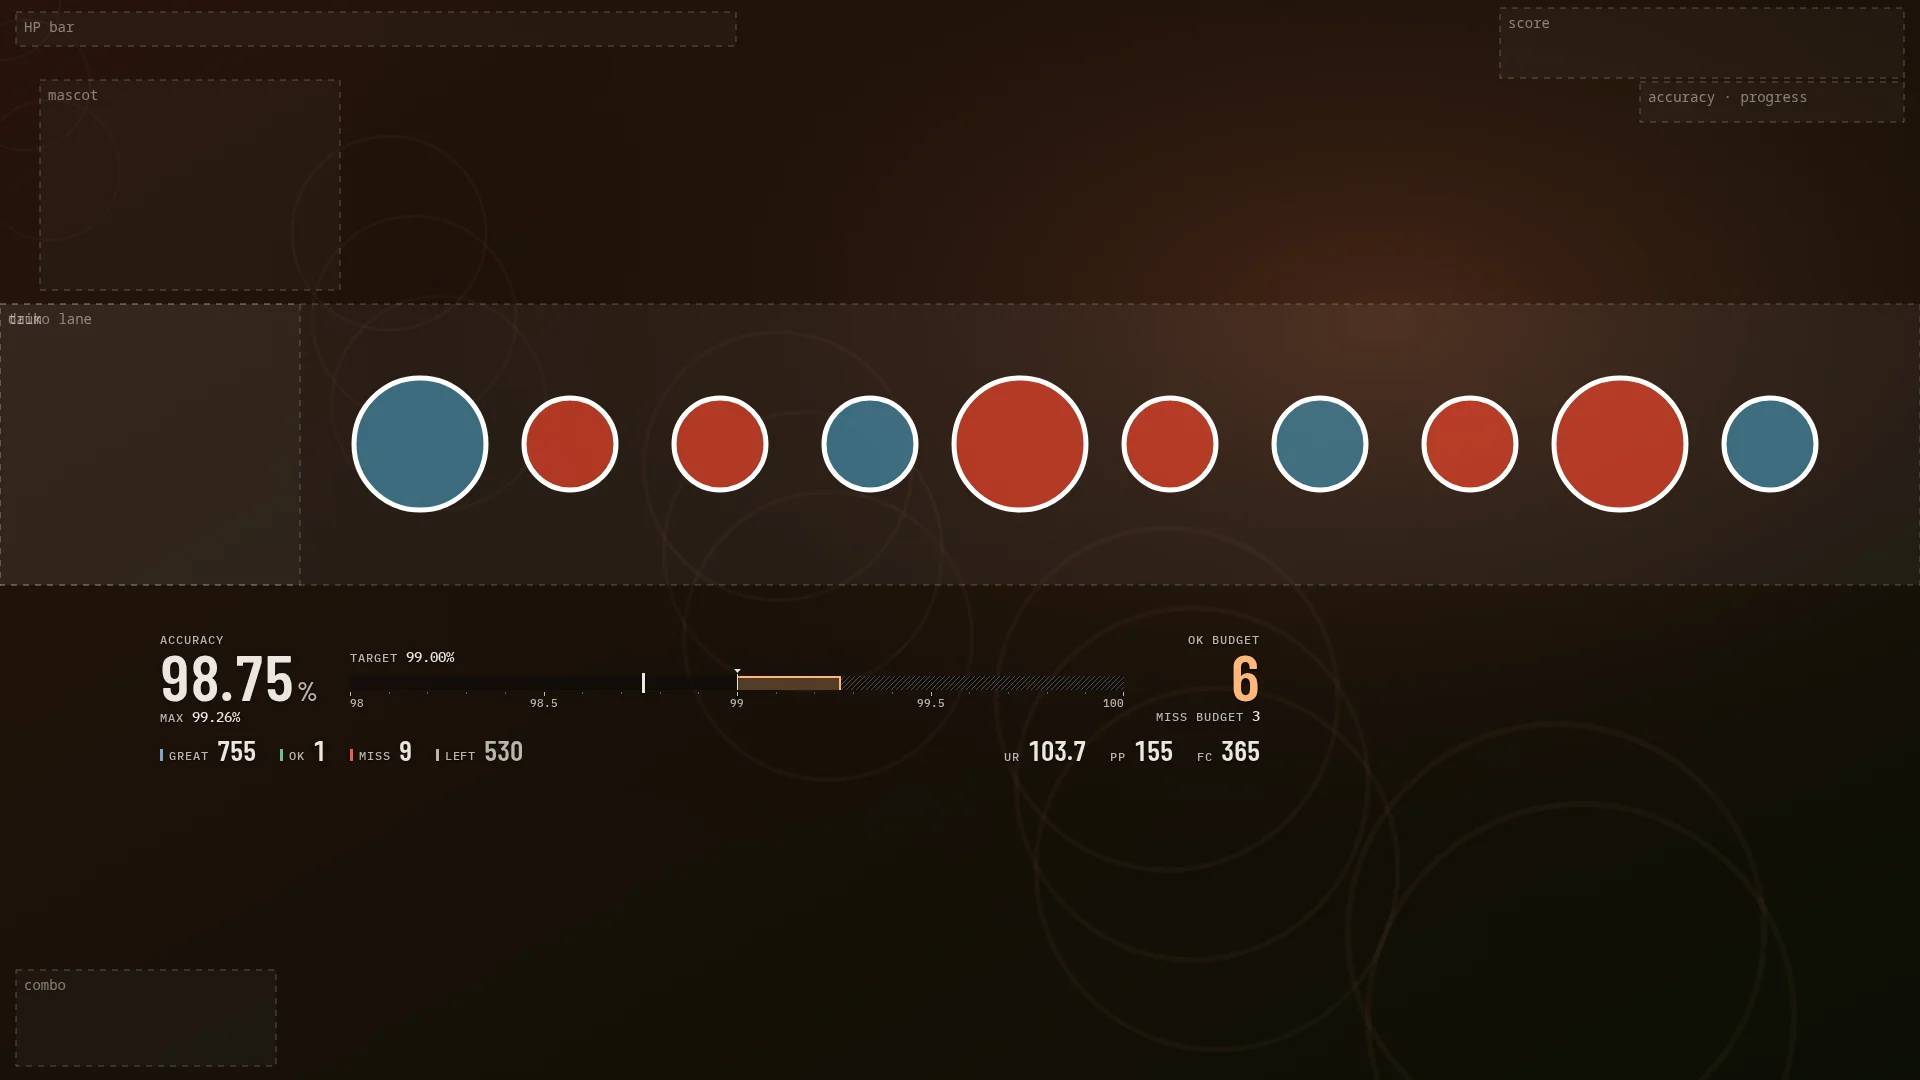 HP bar
score
mascot
accuracy · progress
taiko lane
ACCURACY
98.75%
TARGET 99.00%
98 98.5 99 99.5 100
OK BUDGET
6
MAX 99.26%
MISS BUDGET 3
GREAT 755 OK 1 MISS 9 LEFT 530
UR 103.7 PP 155 FC 365
combo